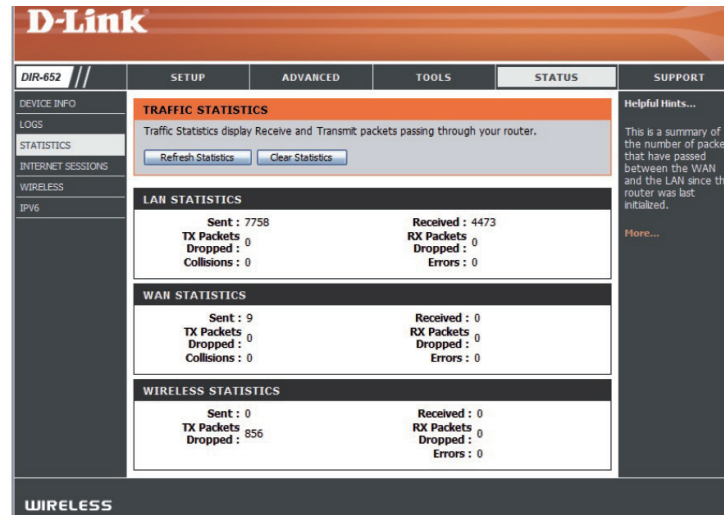 D-Link
DIR-652 SETUP ADVANCED TOOLS STATUS SUPPORT
DEVICE INFO
LOGS
STATISTICS
INTERNET SESSIONS
WIRELESS
IPV6
TRAFFIC STATISTICS
Traffic Statistics display Receive and Transmit packets passing through your router.
Refresh Statistics Clear Statistics
LAN STATISTICS
Sent : 7758 Received : 4473
TX Packets Dropped : 0 RX Packets Dropped : 0
Collisions : 0 Errors : 0
WAN STATISTICS
Sent : 9 Received : 0
TX Packets Dropped : 0 RX Packets Dropped : 0
Collisions : 0 Errors : 0
WIRELESS STATISTICS
Sent : 0 Received : 0
TX Packets Dropped : 856 RX Packets Dropped : 0
Errors : 0
Helpful Hints...
This is a summary of
the number of packe
that have passed
between the WAN
and the LAN since th
router was last
initialized.
More...
WIRELESS